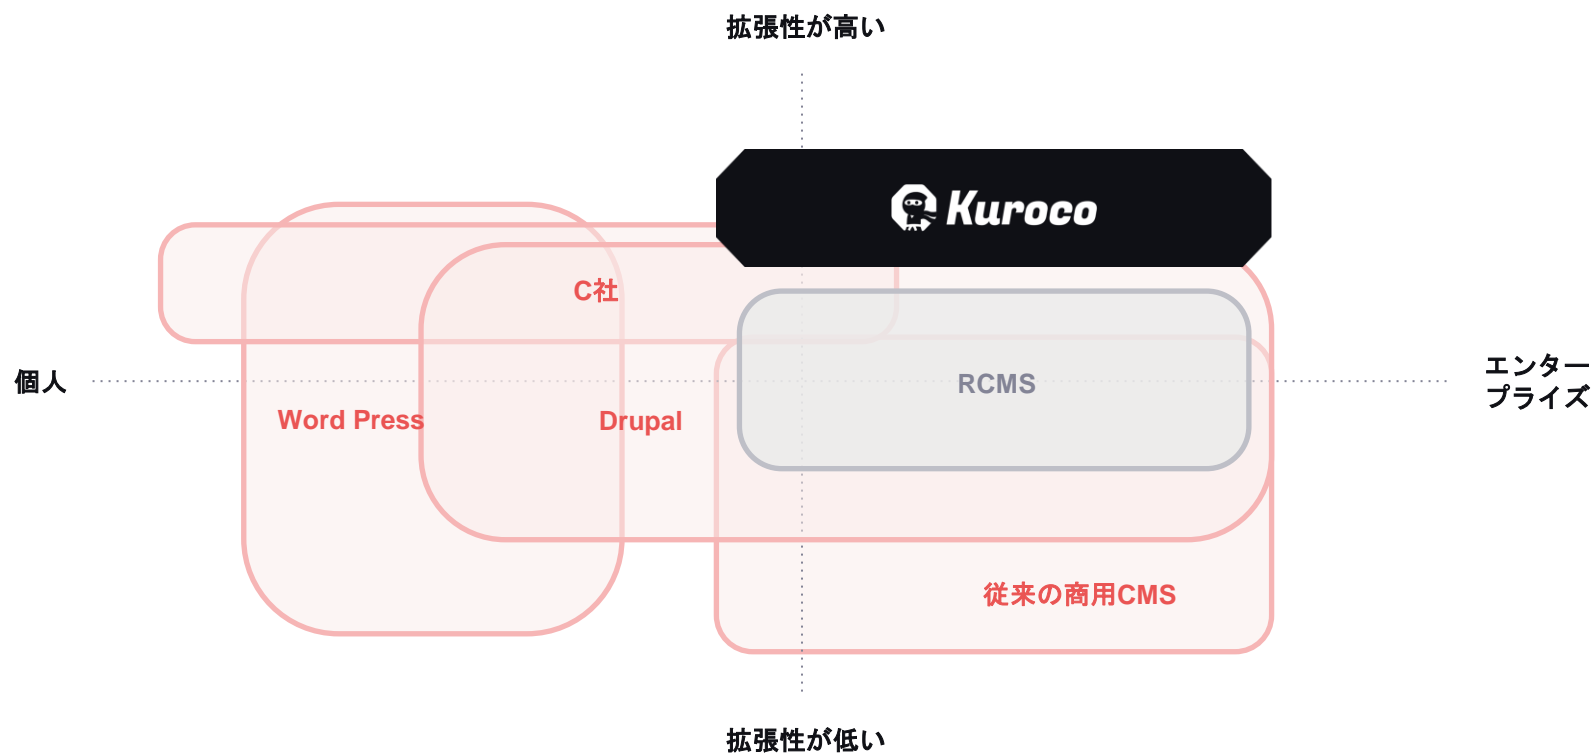 拡張性が高い
Kuroco
C社
個人
エンター
プライズ
RCMS
Word Press
Drupal
従来の商用CMS
拡張性が低い